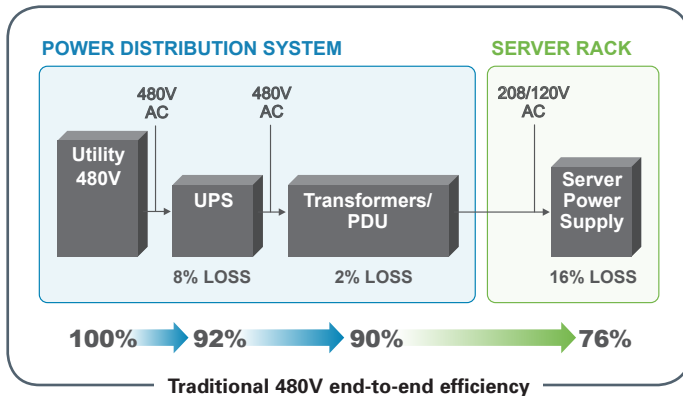 POWER DISTRIBUTION SYSTEM
SERVER RACK
480V
AC
480V
AC
208/120V
AC
Utility
480V
UPS
Transformers/
PDU
Server
Power
Supply
8% LOSS
2% LOSS
16% LOSS
100%
92%
90%
76%
Traditional 480V end-to-end efficiency